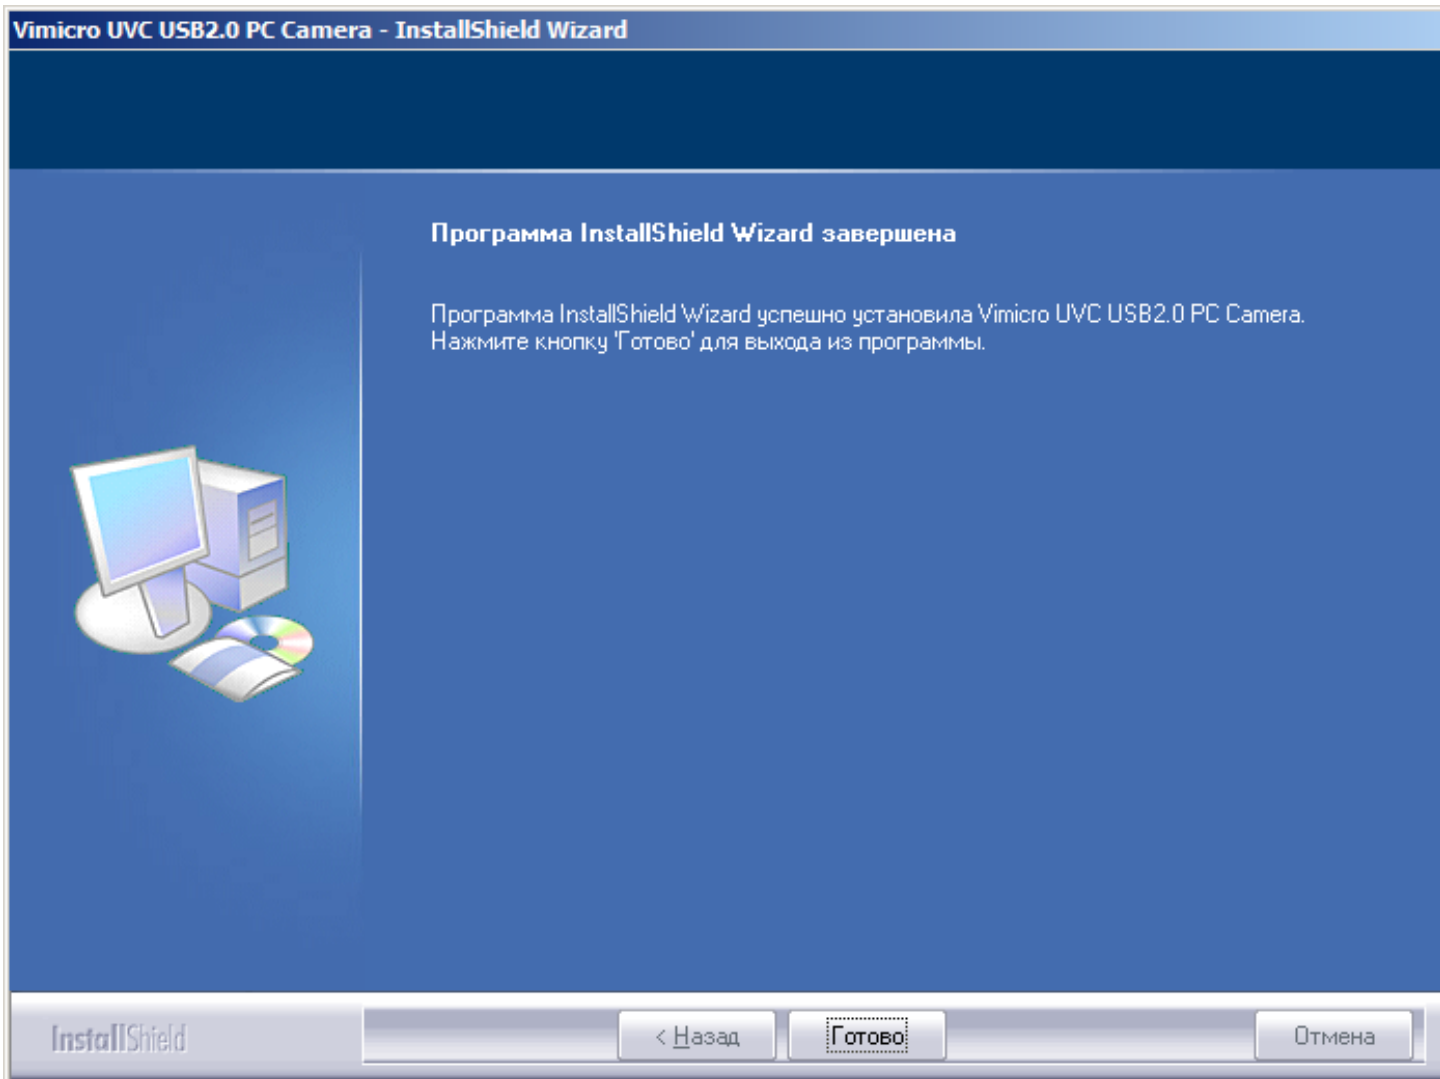 Vimicro UVC USB2.0 PC Camera - InstallShield Wizard
Программа InstallShield Wizard завершена
Программа InstallShield Wizard успешно установила Vimicro UVC USB2.0 PC Camera.
Нажмите кнопку 'Готово' для выхода из программы.
InstallShield
< Назад
Готово
Отмена